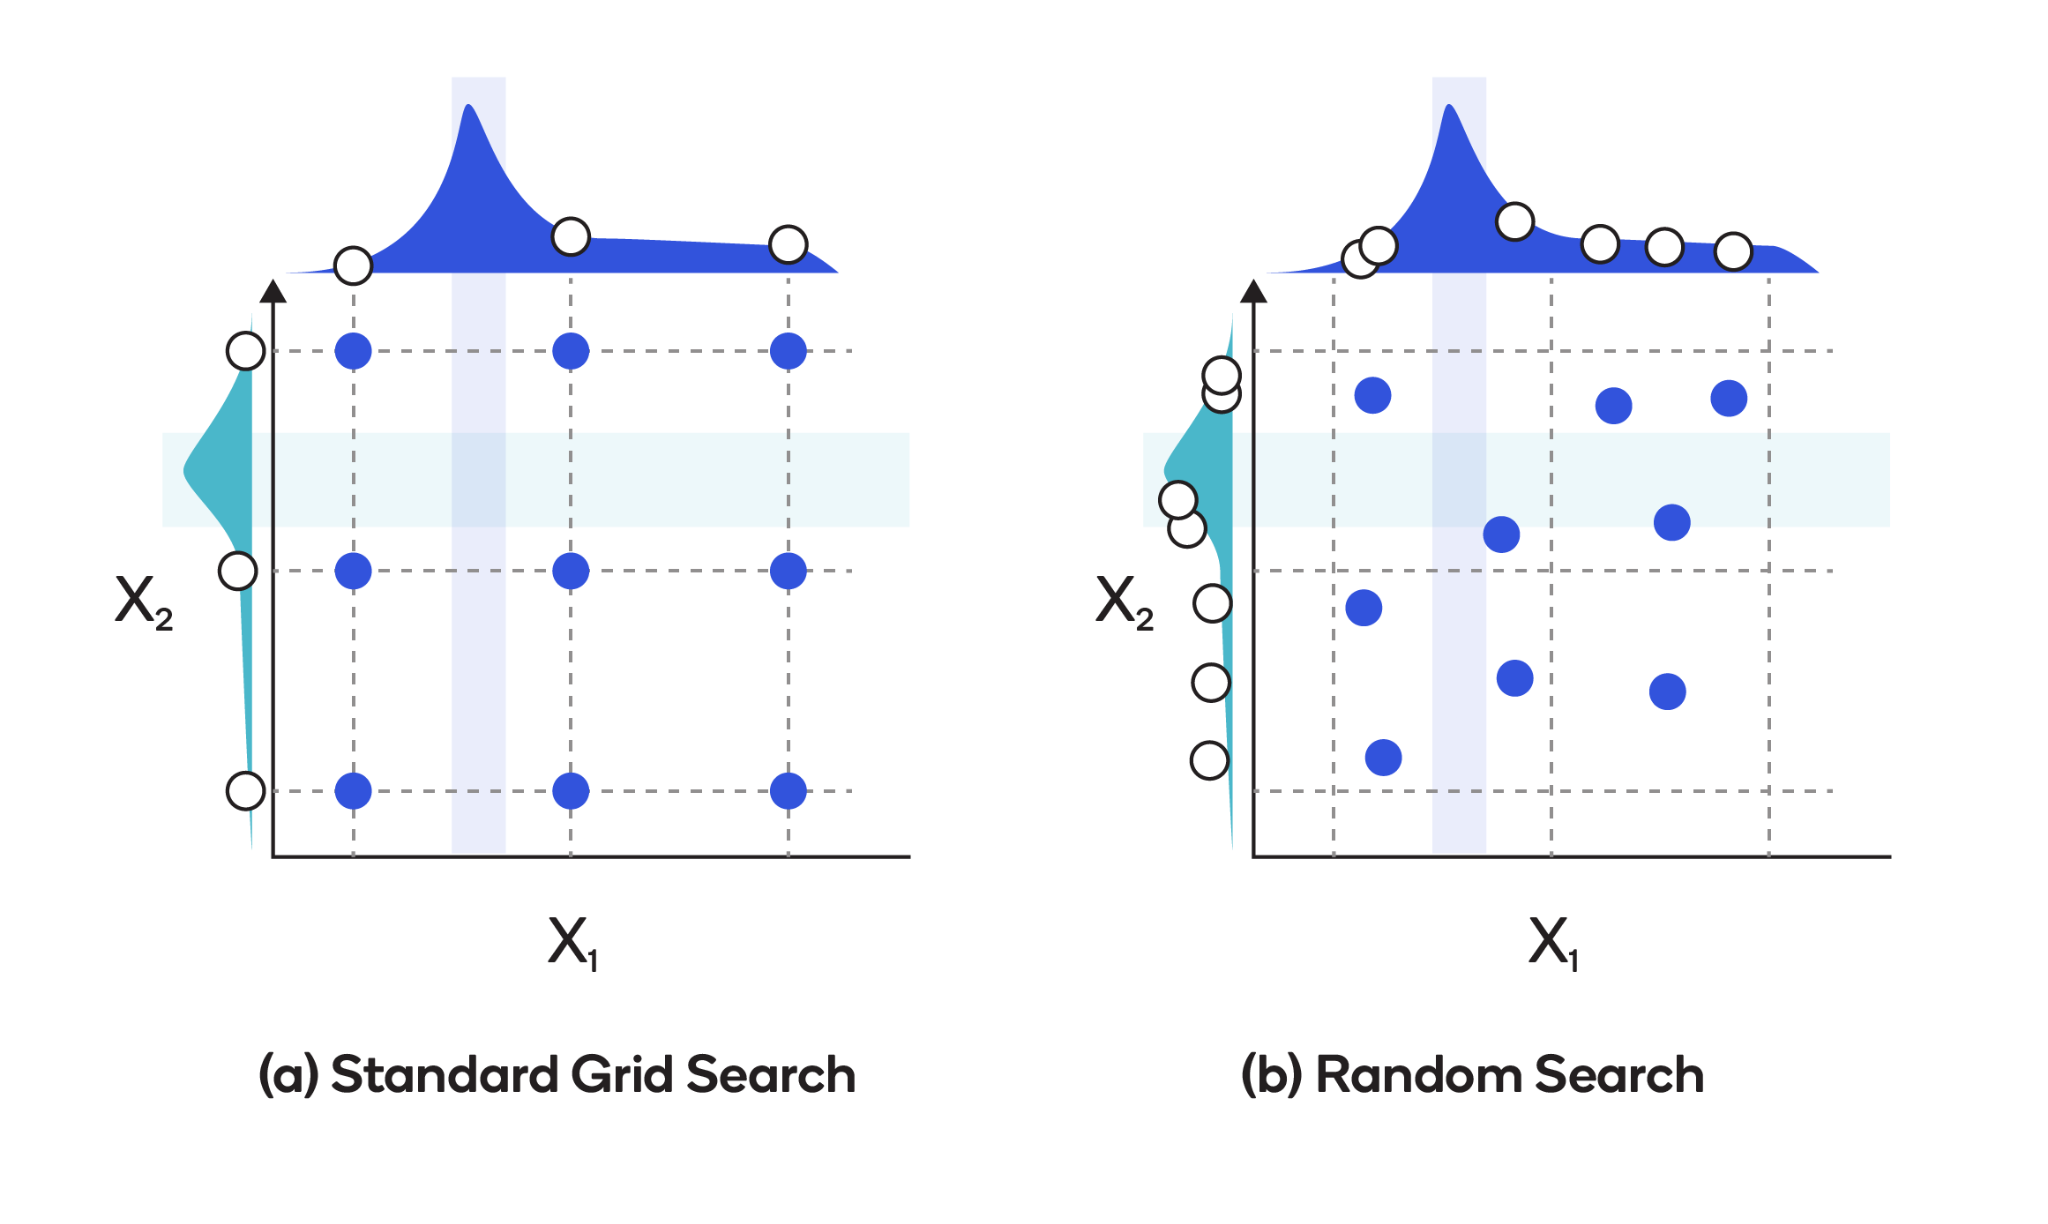 X₂
X₁
(a) Standard Grid Search
X₂
X₁
(b) Random Search